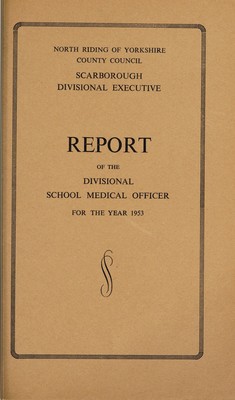 NORTH RIDING OF YORKSHIRE
COUNTY COUNCIL
SCARBOROUGH
DIVISIONAL EXECUTIVE
REPORT
OF THE
DIVISIONAL
SCHOOL MEDICAL OFFICER
FOR THE YEAR 1953